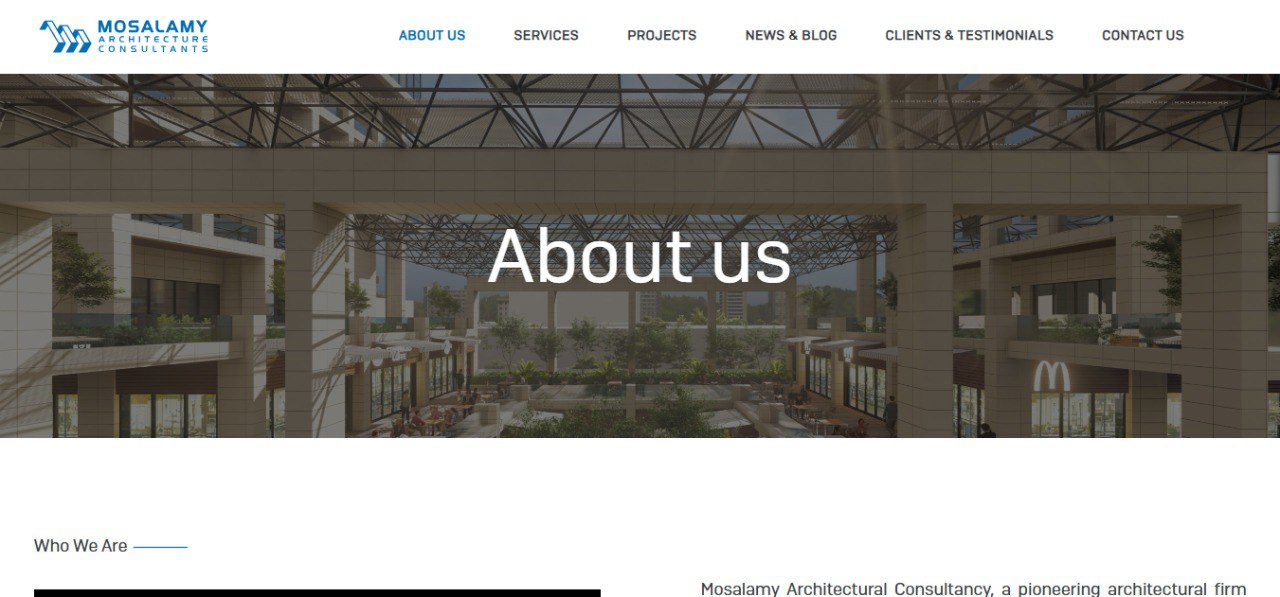 MOSALAMY
ARCHITECTURE
CONSULTANTS
ABOUT US
SERVICES
PROJECTS
NEWS & BLOG
CLIENTS & TESTIMONIALS
CONTACT US
About us
Who We Are
Mosalamy Architectural Consultancy, a pioneering architectural firm